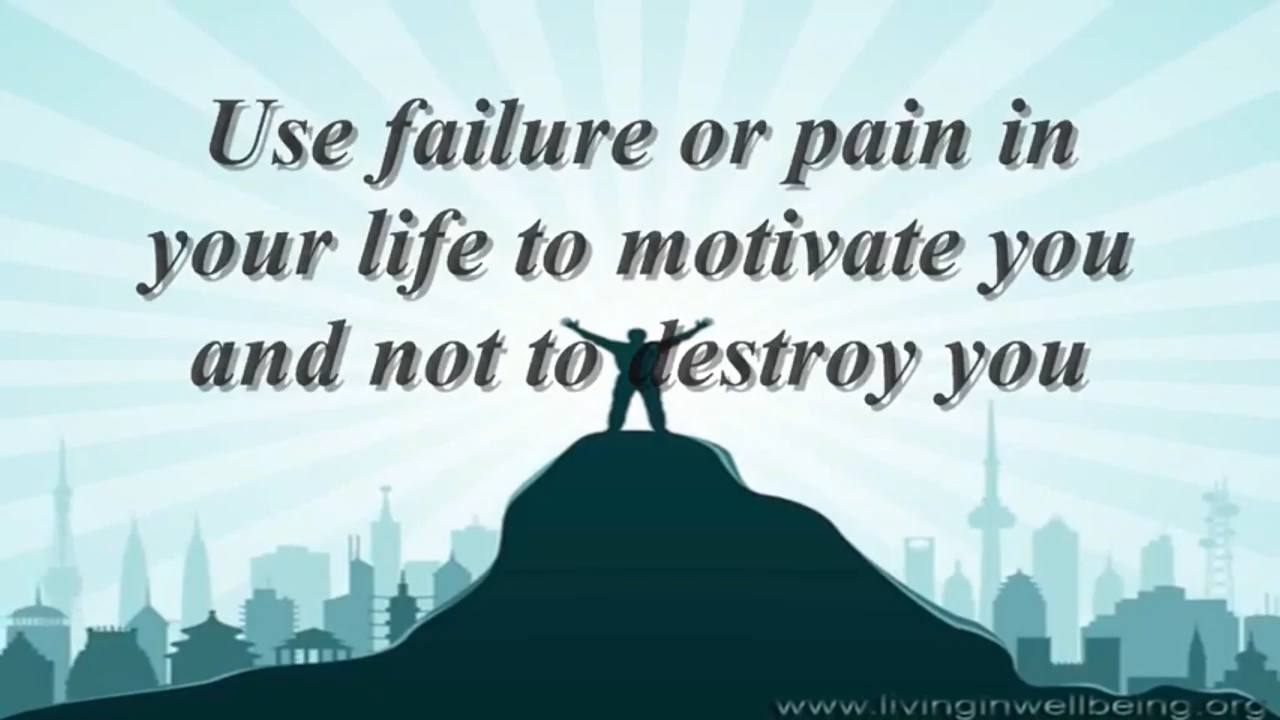 Use failure or pain in
your life to motivate you
and not to destroy you
www.livinginwellbeing.org